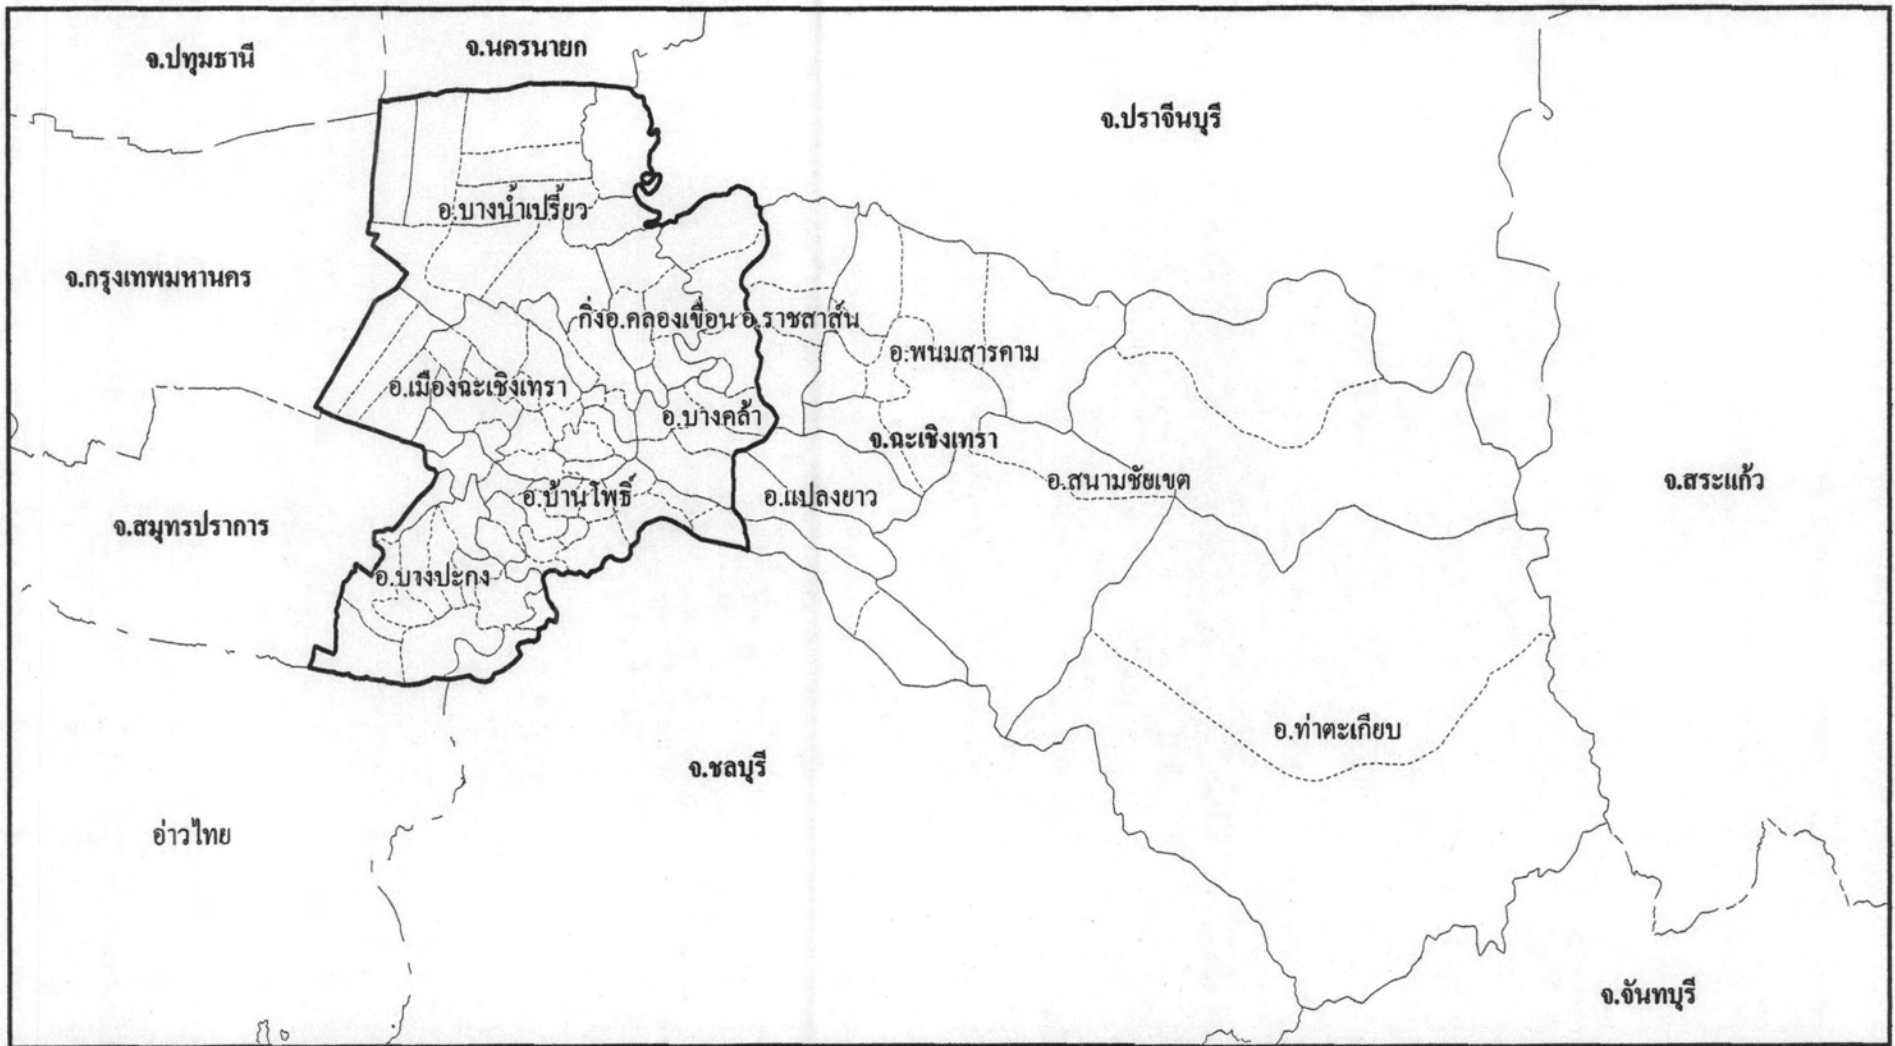 จ.ปทุมธานี
จ.นครนายก
จ.ปราจีนบุรี
อ.บางน้ำเปรี้ยว
จ.กรุงเทพมหานคร
กิ่งอ.คลองเขื่อน
อ.ราชสาส์น
อ.พนมสารคาม
อ.เมืองฉะเชิงเทรา
อ.บางคล้า
จ.ฉะเชิงเทรา
อ.สนามชัยเขต
จ.สระแก้ว
อ.บ้านโพธิ์
อ.แปลงยาว
จ.สมุทรปราการ
อ.บางปะกง
อ.ท่าตะเกียบ
จ.ชลบุรี
อ่าวไทย
จ.จันทบุรี